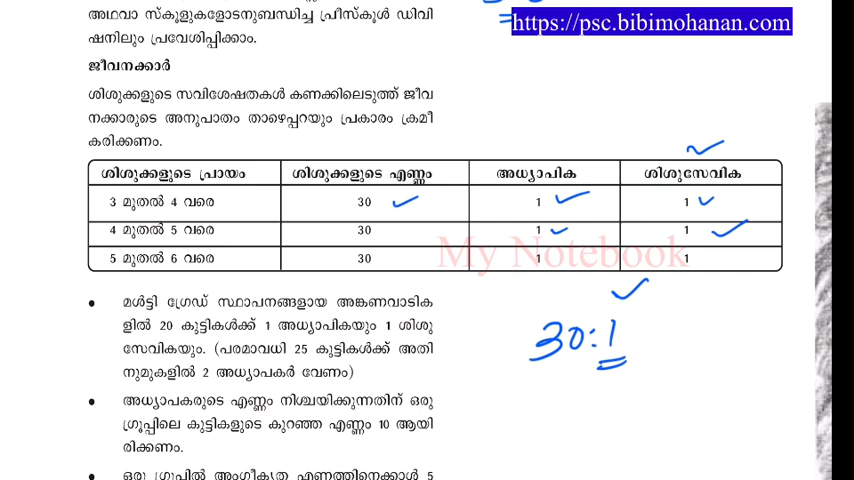 അഥവാ സ്കൂളുകളോടനുബന്ധിച്ച പ്രീസ്കൂൾ ഡിവി
ഷനിലും പ്രവേശിപ്പിക്കാം.
https://psc.bibimohanan.com
ജീവനക്കാർ
ശിശുക്കളുടെ സവിശേഷതകൾ കണക്കിലെടുത്ത് ജീവ
നക്കാരുടെ അനുപാതം താഴെപ്പറയും പ്രകാരം ക്രമീ
കരിക്കണം.
ശിശുക്കളുടെ പ്രായം ശിശുക്കളുടെ എണ്ണം അധ്യാപിക ശിശുസേവിക
3 മുതൽ 4 വരെ 30 1 1
4 മുതൽ 5 വരെ 30 1 1
5 മുതൽ 6 വരെ 30 1 1
My Notebook
മൾട്ടി ഗ്രേഡ് സ്ഥാപനങ്ങളായ അങ്കണവാടിക
ളിൽ 20 കുട്ടികൾക്ക് 1 അധ്യാപികയും 1 ശിശു
സേവികയും. (പരമാവധി 25 കുട്ടികൾക്ക് അതി
നുമുകളിൽ 2 അധ്യാപകർ വേണം)
30:1
അധ്യാപകരുടെ എണ്ണം നിശ്ചയിക്കുന്നതിന് ഒരു
ഗ്രൂപ്പിലെ കുട്ടികളുടെ കുറഞ്ഞ എണ്ണം 10 ആയി
രിക്കണം.
ഒരു ഗ്രൂപ്പിൽ അംഗീകൃത എണ്ണത്തിനെക്കാൾ 5